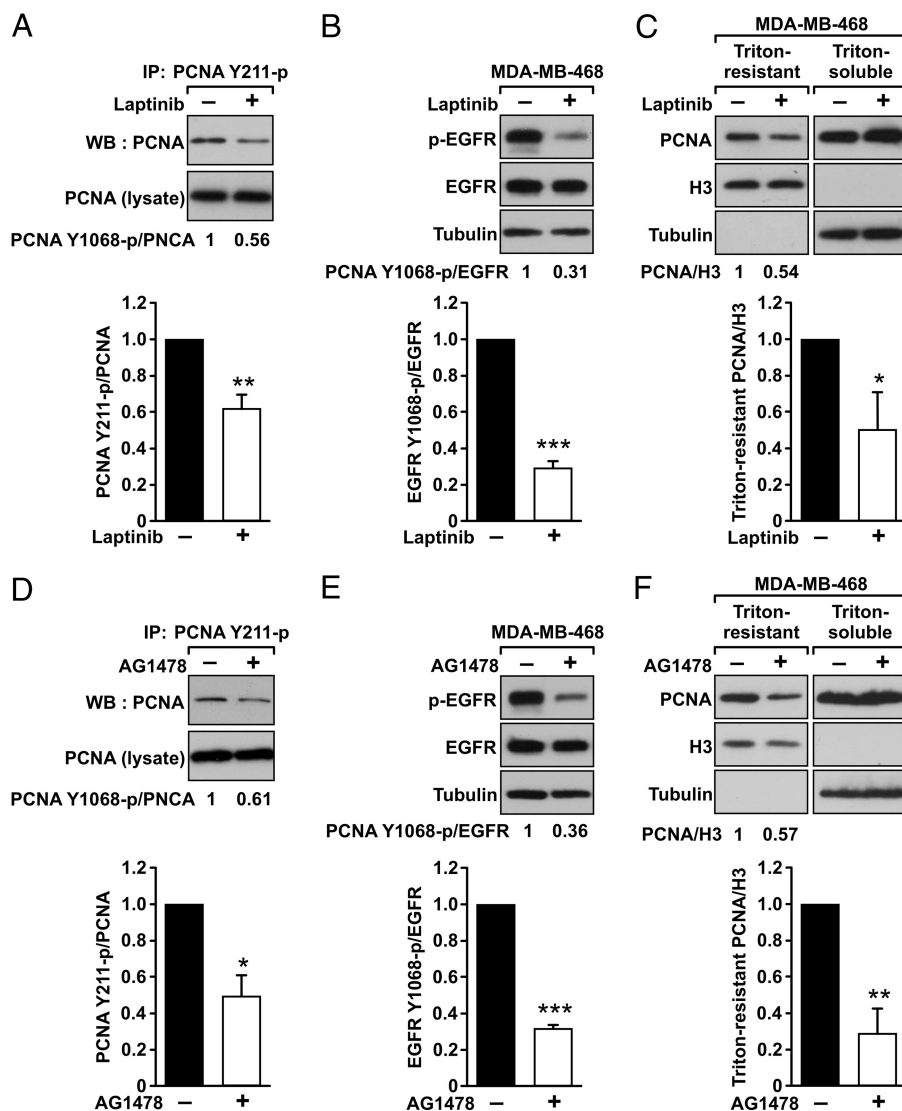 A
IP: PCNA Y211-p
Laptinib – +
WB : PCNA
PCNA (lysate)
PCNA Y1068-p/PNCA 1 0.56
PCNA Y211-p/PCNA
1.2
1.0
0.8
0.6
0.4
0.2
0
**
Laptinib – +
B
MDA-MB-468
Laptinib – +
p-EGFR
EGFR
Tubulin
PCNA Y1068-p/EGFR 1 0.31
EGFR Y1068-p/EGFR
1.2
1.0
0.8
0.6
0.4
0.2
0
***
Laptinib – +
C
MDA-MB-468
Triton- Triton-
resistant soluble
Laptinib – + – +
PCNA
H3
Tubulin
PCNA/H3 1 0.54
Triton-resistant PCNA/H3
1.2
1.0
0.8
0.6
0.4
0.2
0
*
Laptinib – +
D
IP: PCNA Y211-p
AG1478 – +
WB : PCNA
PCNA (lysate)
PCNA Y1068-p/PNCA 1 0.61
PCNA Y211-p/PCNA
1.2
1.0
0.8
0.6
0.4
0.2
0
*
AG1478 – +
E
MDA-MB-468
AG1478 – +
p-EGFR
EGFR
Tubulin
PCNA Y1068-p/EGFR 1 0.36
EGFR Y1068-p/EGFR
1.2
1.0
0.8
0.6
0.4
0.2
0
***
AG1478 – +
F
MDA-MB-468
Triton- Triton-
resistant soluble
AG1478 – + – +
PCNA
H3
Tubulin
PCNA/H3 1 0.57
Triton-resistant PCNA/H3
1.2
1.0
0.8
0.6
0.4
0.2
0
**
AG1478 – +